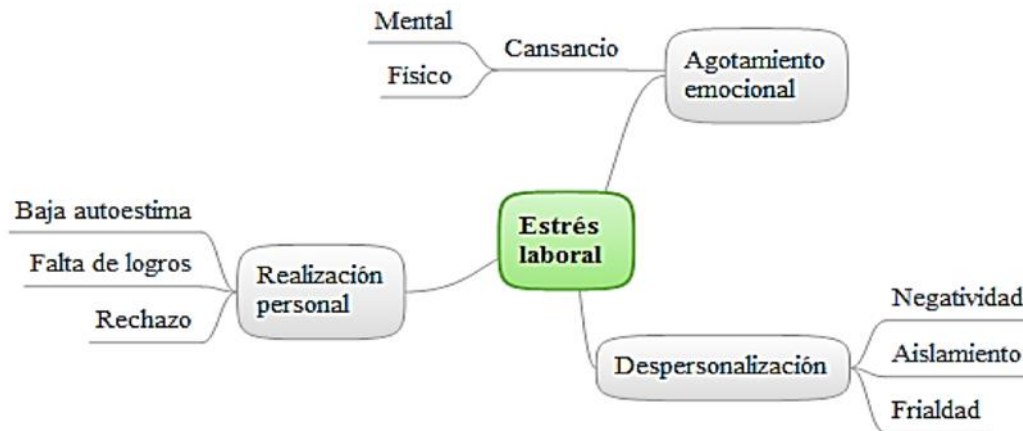 Mental
Físico
Cansancio
Agotamiento
emocional
Estrés
laboral
Baja autoestima
Falta de logros
Rechazo
Realización
personal
Despersonalización
Negatividad
Aislamiento
Frialdad